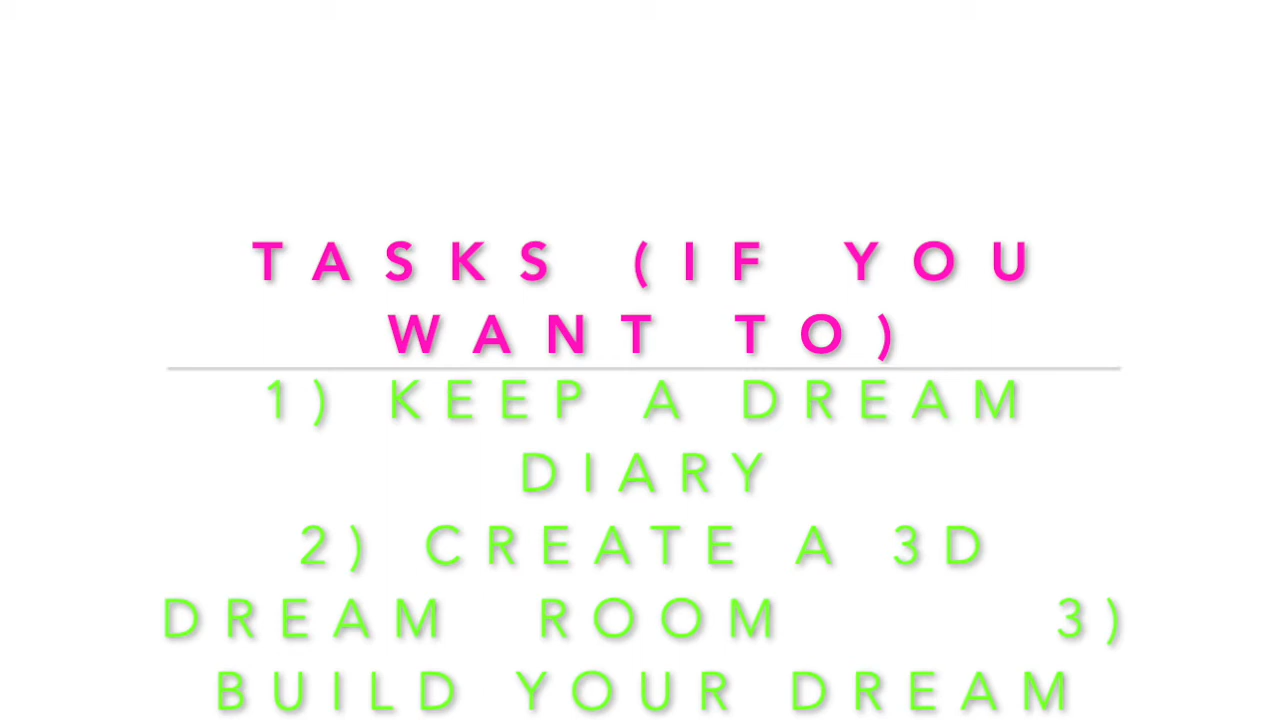 TASKS (IF YOU
WANT TO)
1) KEEP A DREAM
DIARY
2) CREATE A 3D
DREAM ROOM 3)
BUILD YOUR DREAM